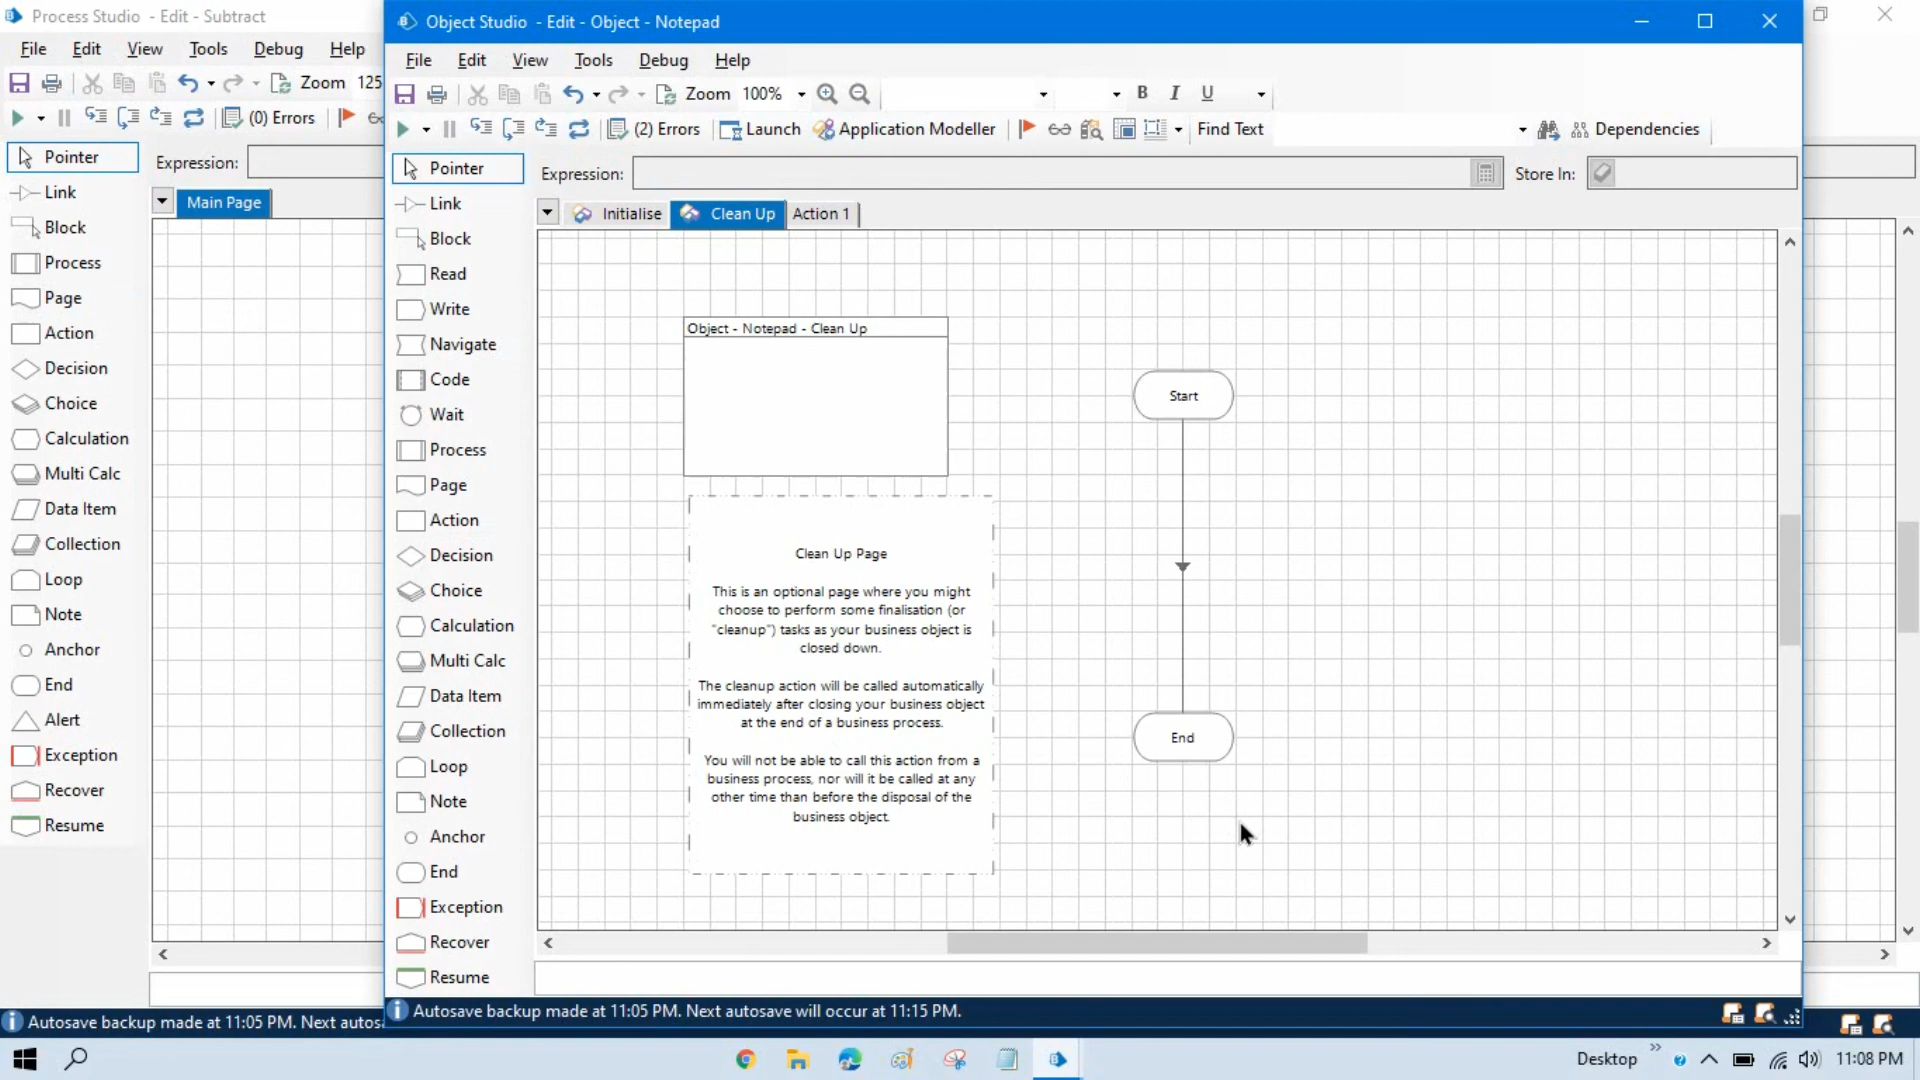 Process Studio - Edit - Subtract
File Edit View Tools Debug Help
Zoom 125
(0) Errors
Pointer
Expression:
Link
Main Page
Block
Process
Page
Action
Decision
Choice
Calculation
Multi Calc
Data Item
Collection
Loop
Note
Anchor
End
Alert
Exception
Recover
Resume
Autosave backup made at 11:05 PM. Next autos
Object Studio - Edit - Object - Notepad
File Edit View Tools Debug Help
Zoom 100% B I U
(2) Errors Launch Application Modeller Find Text Dependencies
Pointer
Expression: Store In:
Link
Initialise Clean Up Action 1
Block
Read
Write
Navigate
Code
Wait
Process
Page
Action
Decision
Choice
Calculation
Multi Calc
Data Item
Collection
Loop
Note
Anchor
End
Exception
Recover
Resume
Object - Notepad - Clean Up
Clean Up Page
This is an optional page where you might
choose to perform some finalisation (or
"cleanup") tasks as your business object is
closed down.
The cleanup action will be called automatically
immediately after closing your business object
at the end of a business process.
You will not be able to call this action from a
business process, nor will it be called at any
other time than before the disposal of the
business object.
Start
End
Autosave backup made at 11:05 PM. Next autosave will occur at 11:15 PM.
Desktop 11:08 PM